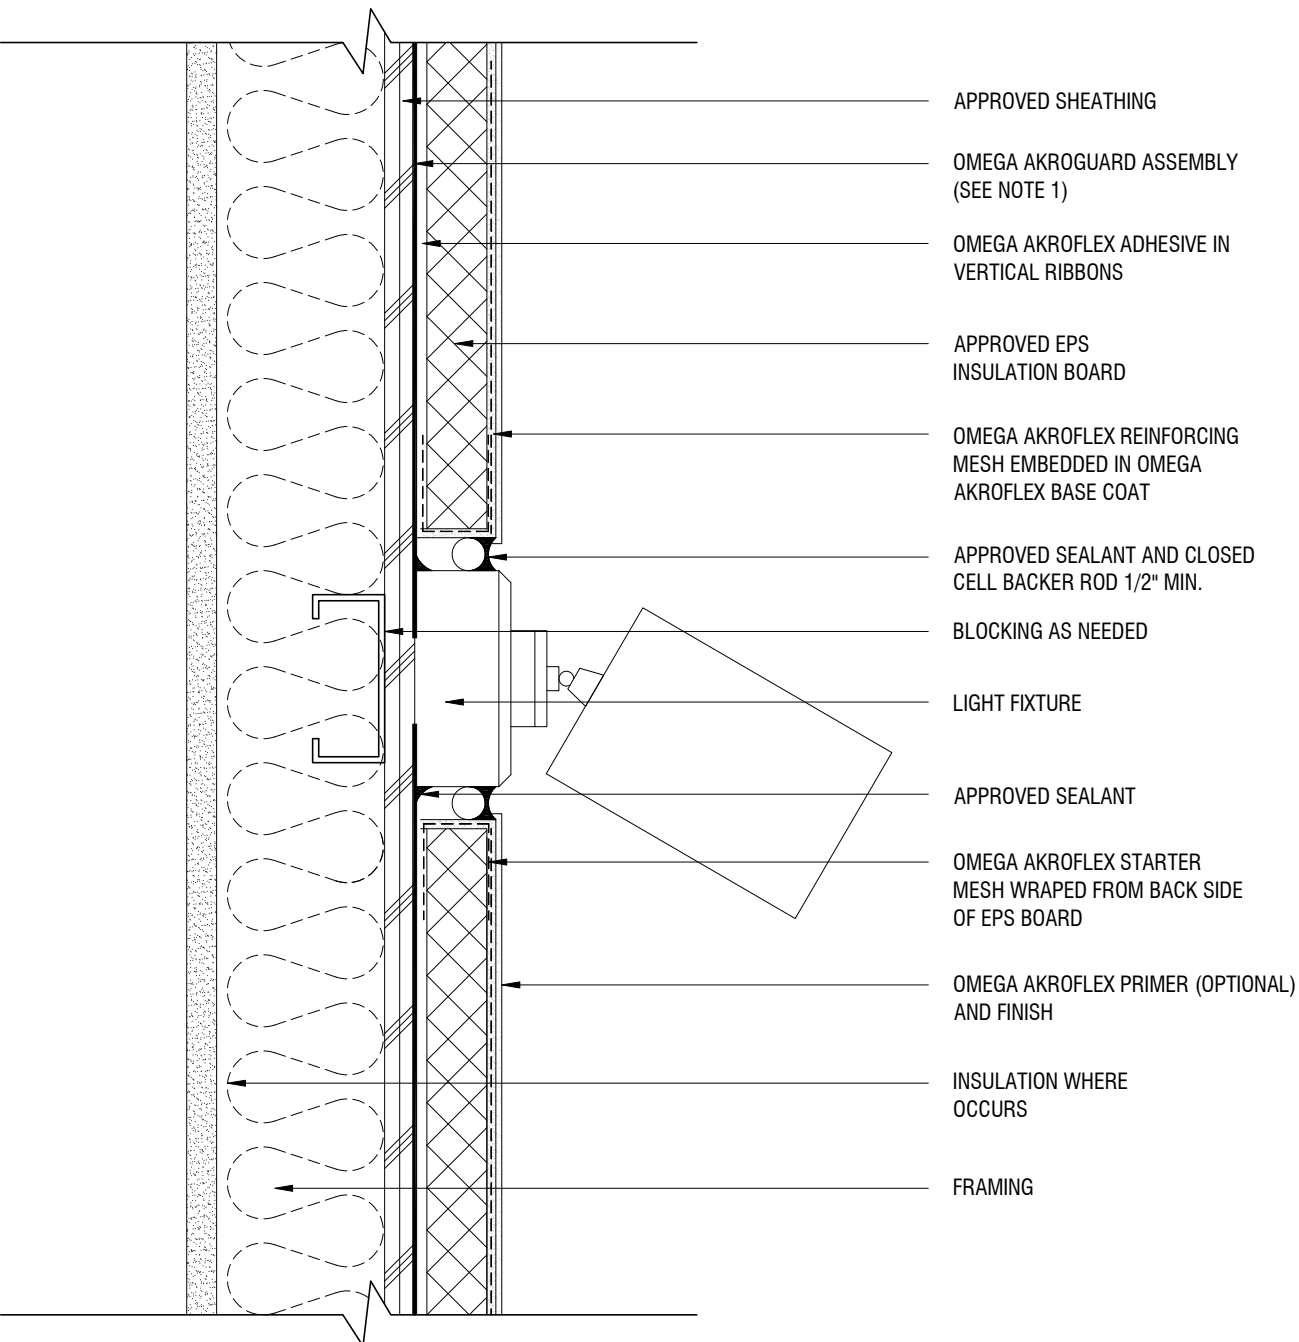 APPROVED SHEATHING
OMEGA AKROGUARD ASSEMBLY
(SEE NOTE 1)
OMEGA AKROFLEX ADHESIVE IN
VERTICAL RIBBONS
APPROVED EPS
INSULATION BOARD
OMEGA AKROFLEX REINFORCING
MESH EMBEDDED IN OMEGA
AKROFLEX BASE COAT
APPROVED SEALANT AND CLOSED
CELL BACKER ROD 1/2" MIN.
BLOCKING AS NEEDED
LIGHT FIXTURE
APPROVED SEALANT
OMEGA AKROFLEX STARTER
MESH WRAPED FROM BACK SIDE
OF EPS BOARD
OMEGA AKROFLEX PRIMER (OPTIONAL)
AND FINISH
INSULATION WHERE
OCCURS
FRAMING